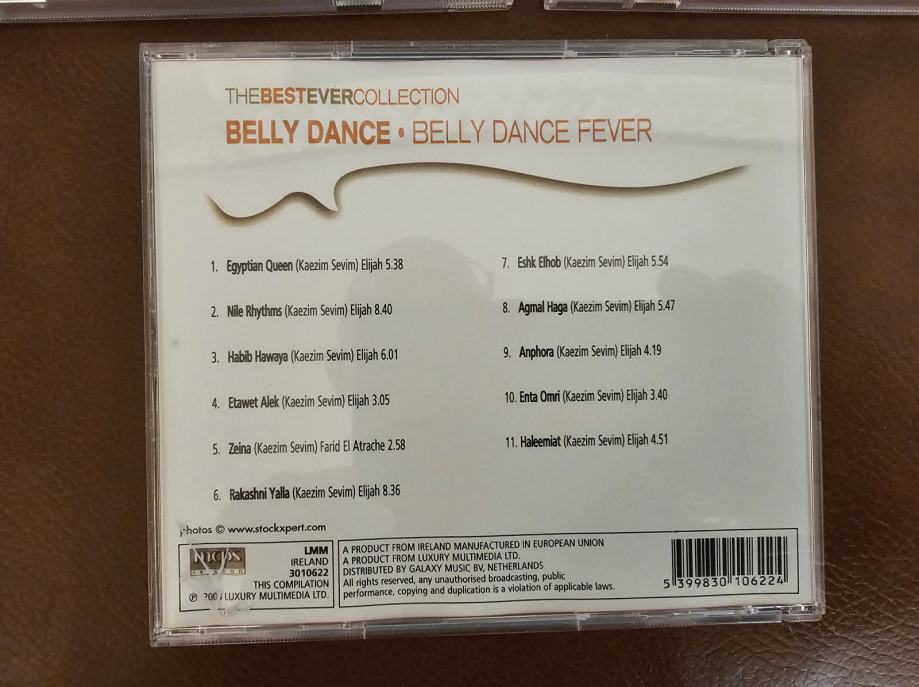 THEBESTEVERCOLLECTION
BELLY DANCE • BELLY DANCE FEVER
1. Egyptian Queen (Kaezim Sevim) Elijah 5.38
2. Nile Rhythms (Kaezim Sevim) Elijah 8.40
3. Habib Hawaya (Kaezim Sevim) Elijah 6.01
4. Etawet Alek (Kaezim Sevim) Elijah 3.05
5. Zeina (Kaezim Sevim) Farid El Atrache 2.58
6. Rakashni Yalla (Kaezim Sevim) Elijah 8.36
7. Eshk Elhob (Kaezim Sevim) Elijah 5.54
8. Agmal Haga (Kaezim Sevim) Elijah 5.47
9. Anphora (Kaezim Sevim) Elijah 4.19
10. Enta Omri (Kaezim Sevim) Elijah 3.40
11. Haleemiat (Kaezim Sevim) Elijah 4.51
photos © www.stockxpert.com
mcps
IRELAND
LMM
IRELAND
3010622
THIS COMPILATION
℗ LUXURY MULTIMEDIA LTD.
A PRODUCT FROM IRELAND MANUFACTURED IN EUROPEAN UNION
A PRODUCT FROM LUXURY MULTIMEDIA LTD.
DISTRIBUTED BY GALAXY MUSIC BV, NETHERLANDS
All rights reserved, any unauthorised broadcasting, public
performance, copying and duplication is a violation of applicable laws.
5 399830 106224